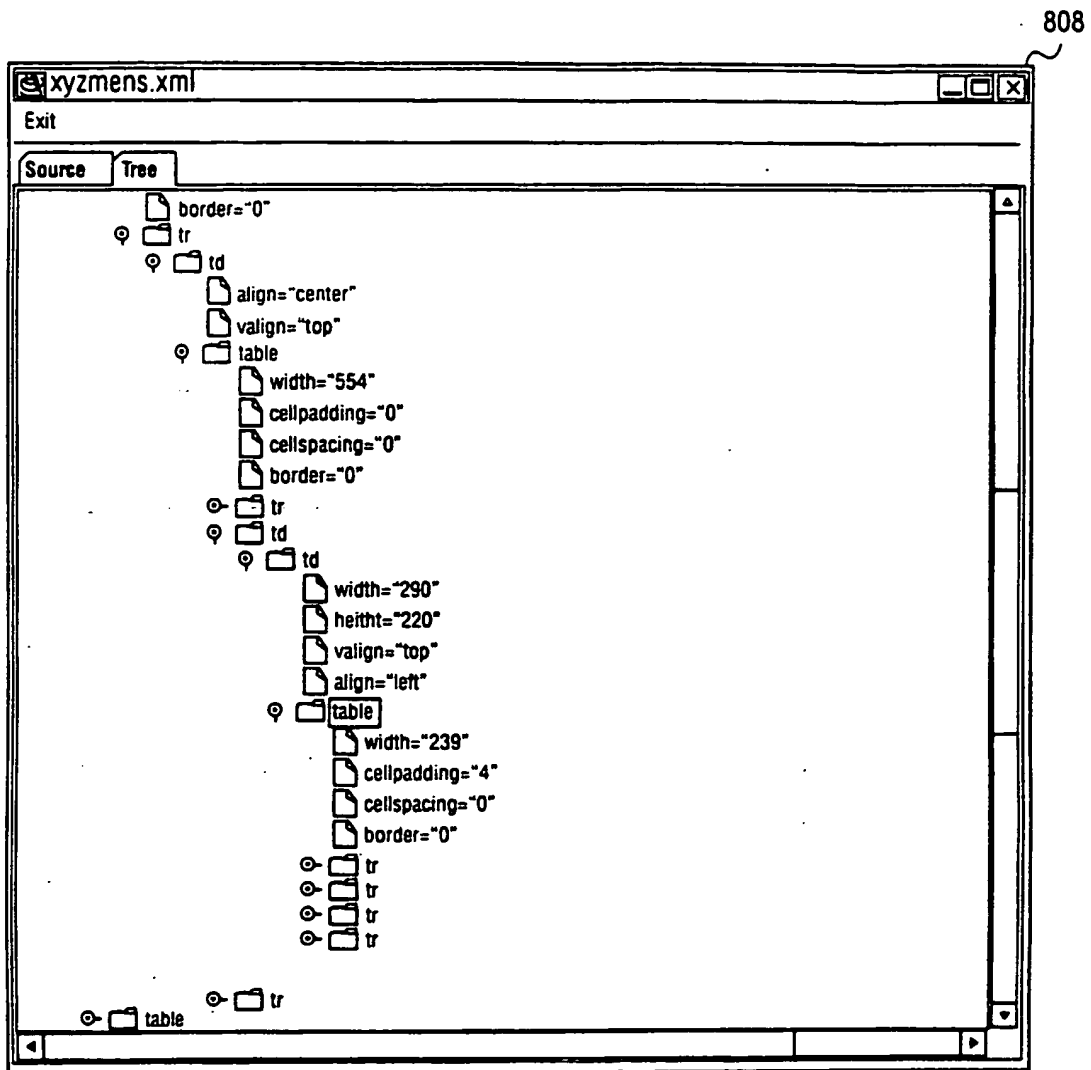 808
xyzmens.xml
Exit
Source Tree
border="0"
tr
td
align="center"
valign="top"
table
width="554"
cellpadding="0"
cellspacing="0"
border="0"
tr
td
td
width="290"
heitht="220"
valign="top"
align="left"
table
width="239"
cellpadding="4"
cellspacing="0"
border="0"
tr
tr
tr
tr
tr
table